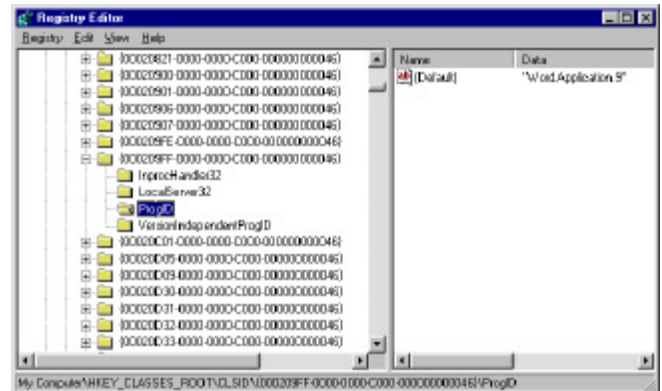 Registry Editor
Registry Edit View Help
{00020821-0000-0000-C000-000000000046}
{00020900-0000-0000-C000-000000000046}
{00020901-0000-0000-C000-000000000046}
{00020906-0000-0000-C000-000000000046}
{00020907-0000-0000-C000-000000000046}
{000209FE-0000-0000-C000-000000000046}
{000209FF-0000-0000-C000-000000000046}
InprocHandler32
LocalServer32
ProgID
VersionIndependentProgID
{00020C01-0000-0000-C000-000000000046}
{00020D05-0000-0000-C000-000000000046}
{00020D09-0000-0000-C000-000000000046}
{00020D30-0000-0000-C000-000000000046}
{00020D31-0000-0000-C000-000000000046}
{00020D32-0000-0000-C000-000000000046}
{00020D33-0000-0000-C000-000000000046}
Name Data
ab (Default) "Word.Application.9"
My Computer\HKEY_CLASSES_ROOT\CLSID\{000209FF-0000-0000-C000-000000000046}\ProgID